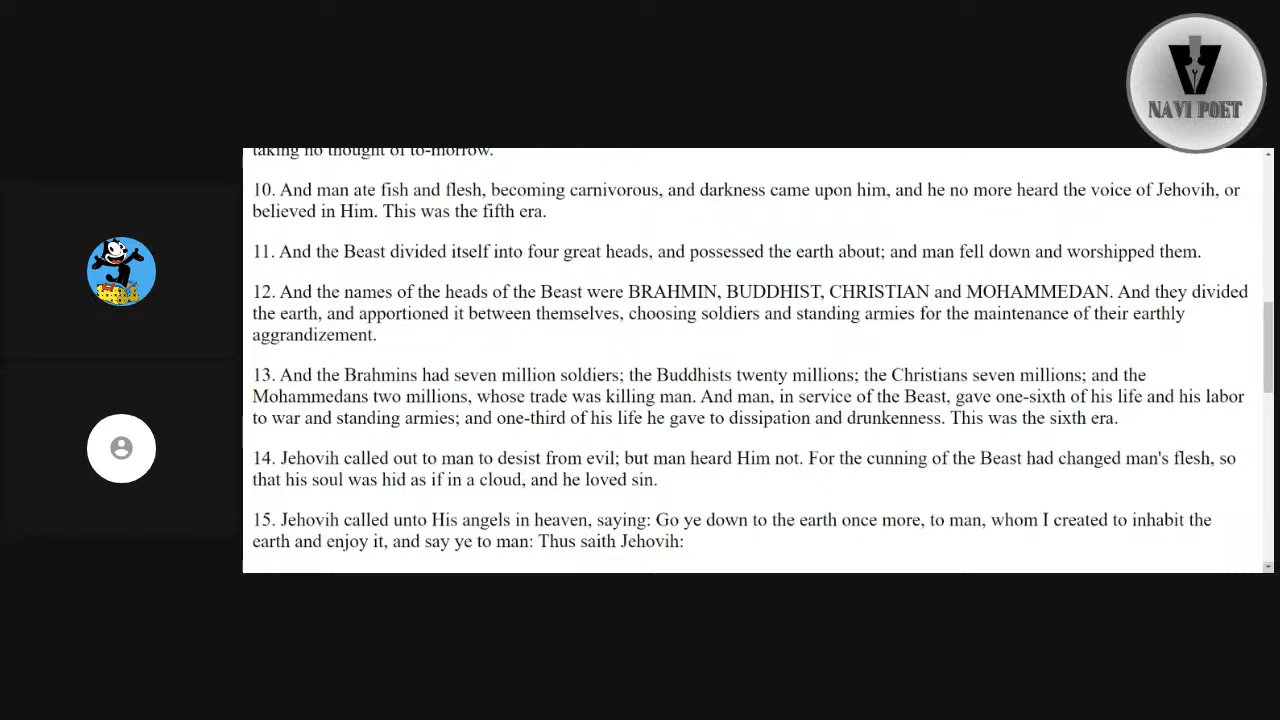 NAVI POET
taking no thought of to-morrow.
10. And man ate fish and flesh, becoming carnivorous, and darkness came upon him, and he no more heard the voice of Jehovih, or
believed in Him. This was the fifth era.
11. And the Beast divided itself into four great heads, and possessed the earth about; and man fell down and worshipped them.
12. And the names of the heads of the Beast were BRAHMIN, BUDDHIST, CHRISTIAN and MOHAMMEDAN. And they divided
the earth, and apportioned it between themselves, choosing soldiers and standing armies for the maintenance of their earthly
aggrandizement.
13. And the Brahmins had seven million soldiers; the Buddhists twenty millions; the Christians seven millions; and the
Mohammedans two millions, whose trade was killing man. And man, in service of the Beast, gave one-sixth of his life and his labor
to war and standing armies; and one-third of his life he gave to dissipation and drunkenness. This was the sixth era.
14. Jehovih called out to man to desist from evil; but man heard Him not. For the cunning of the Beast had changed man's flesh, so
that his soul was hid as if in a cloud, and he loved sin.
15. Jehovih called unto His angels in heaven, saying: Go ye down to the earth once more, to man, whom I created to inhabit the
earth and enjoy it, and say ye to man: Thus saith Jehovih: